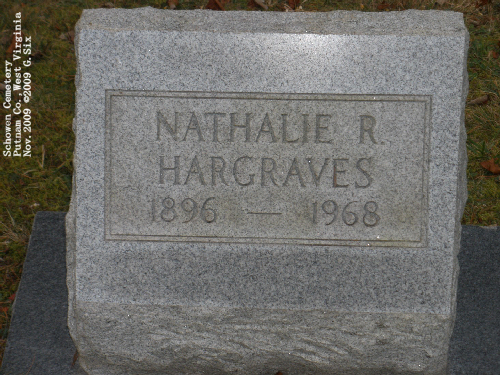 Schowen Cemetery
Putnam Co., West Virginia
Nov. 2009 ©2009 G. Six
NATHALIE R
HARGRAVES
1896 — 1968